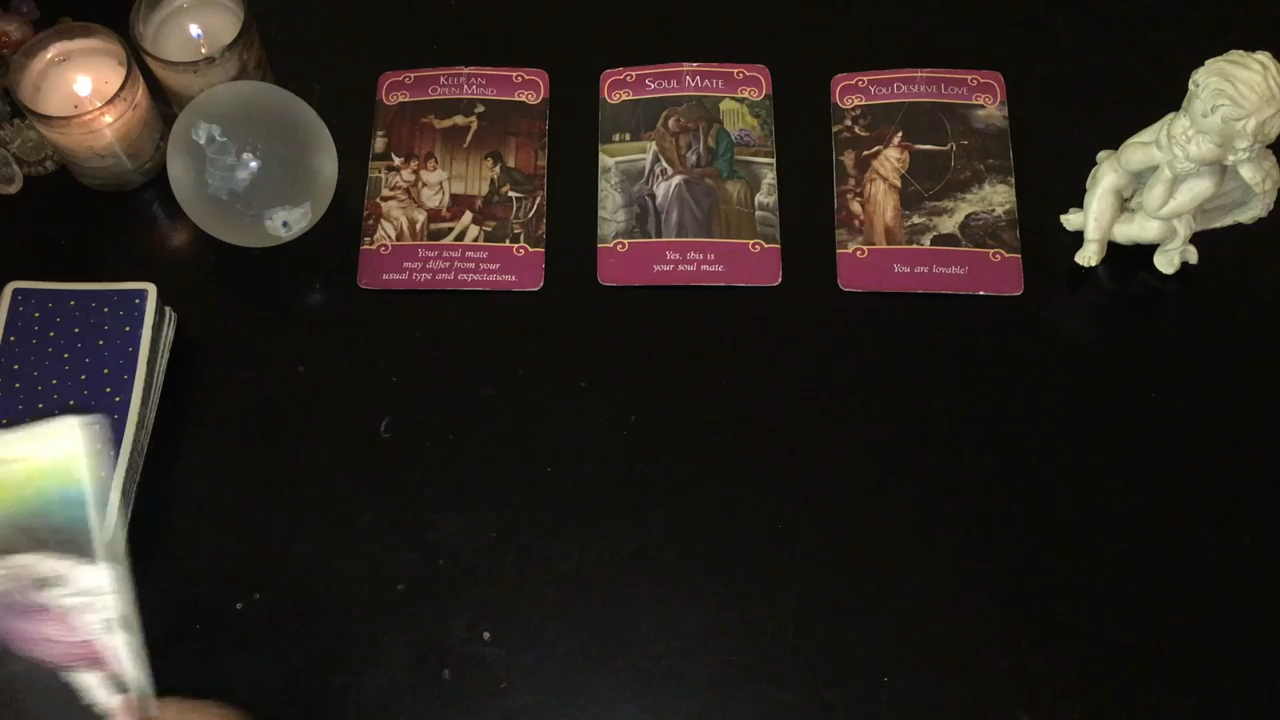 KEEP AN
OPEN MIND
Your soul mate
may differ from your
usual type and expectations.
SOUL MATE
Yes, this is
your soul mate.
YOU DESERVE LOVE
You are lovable!